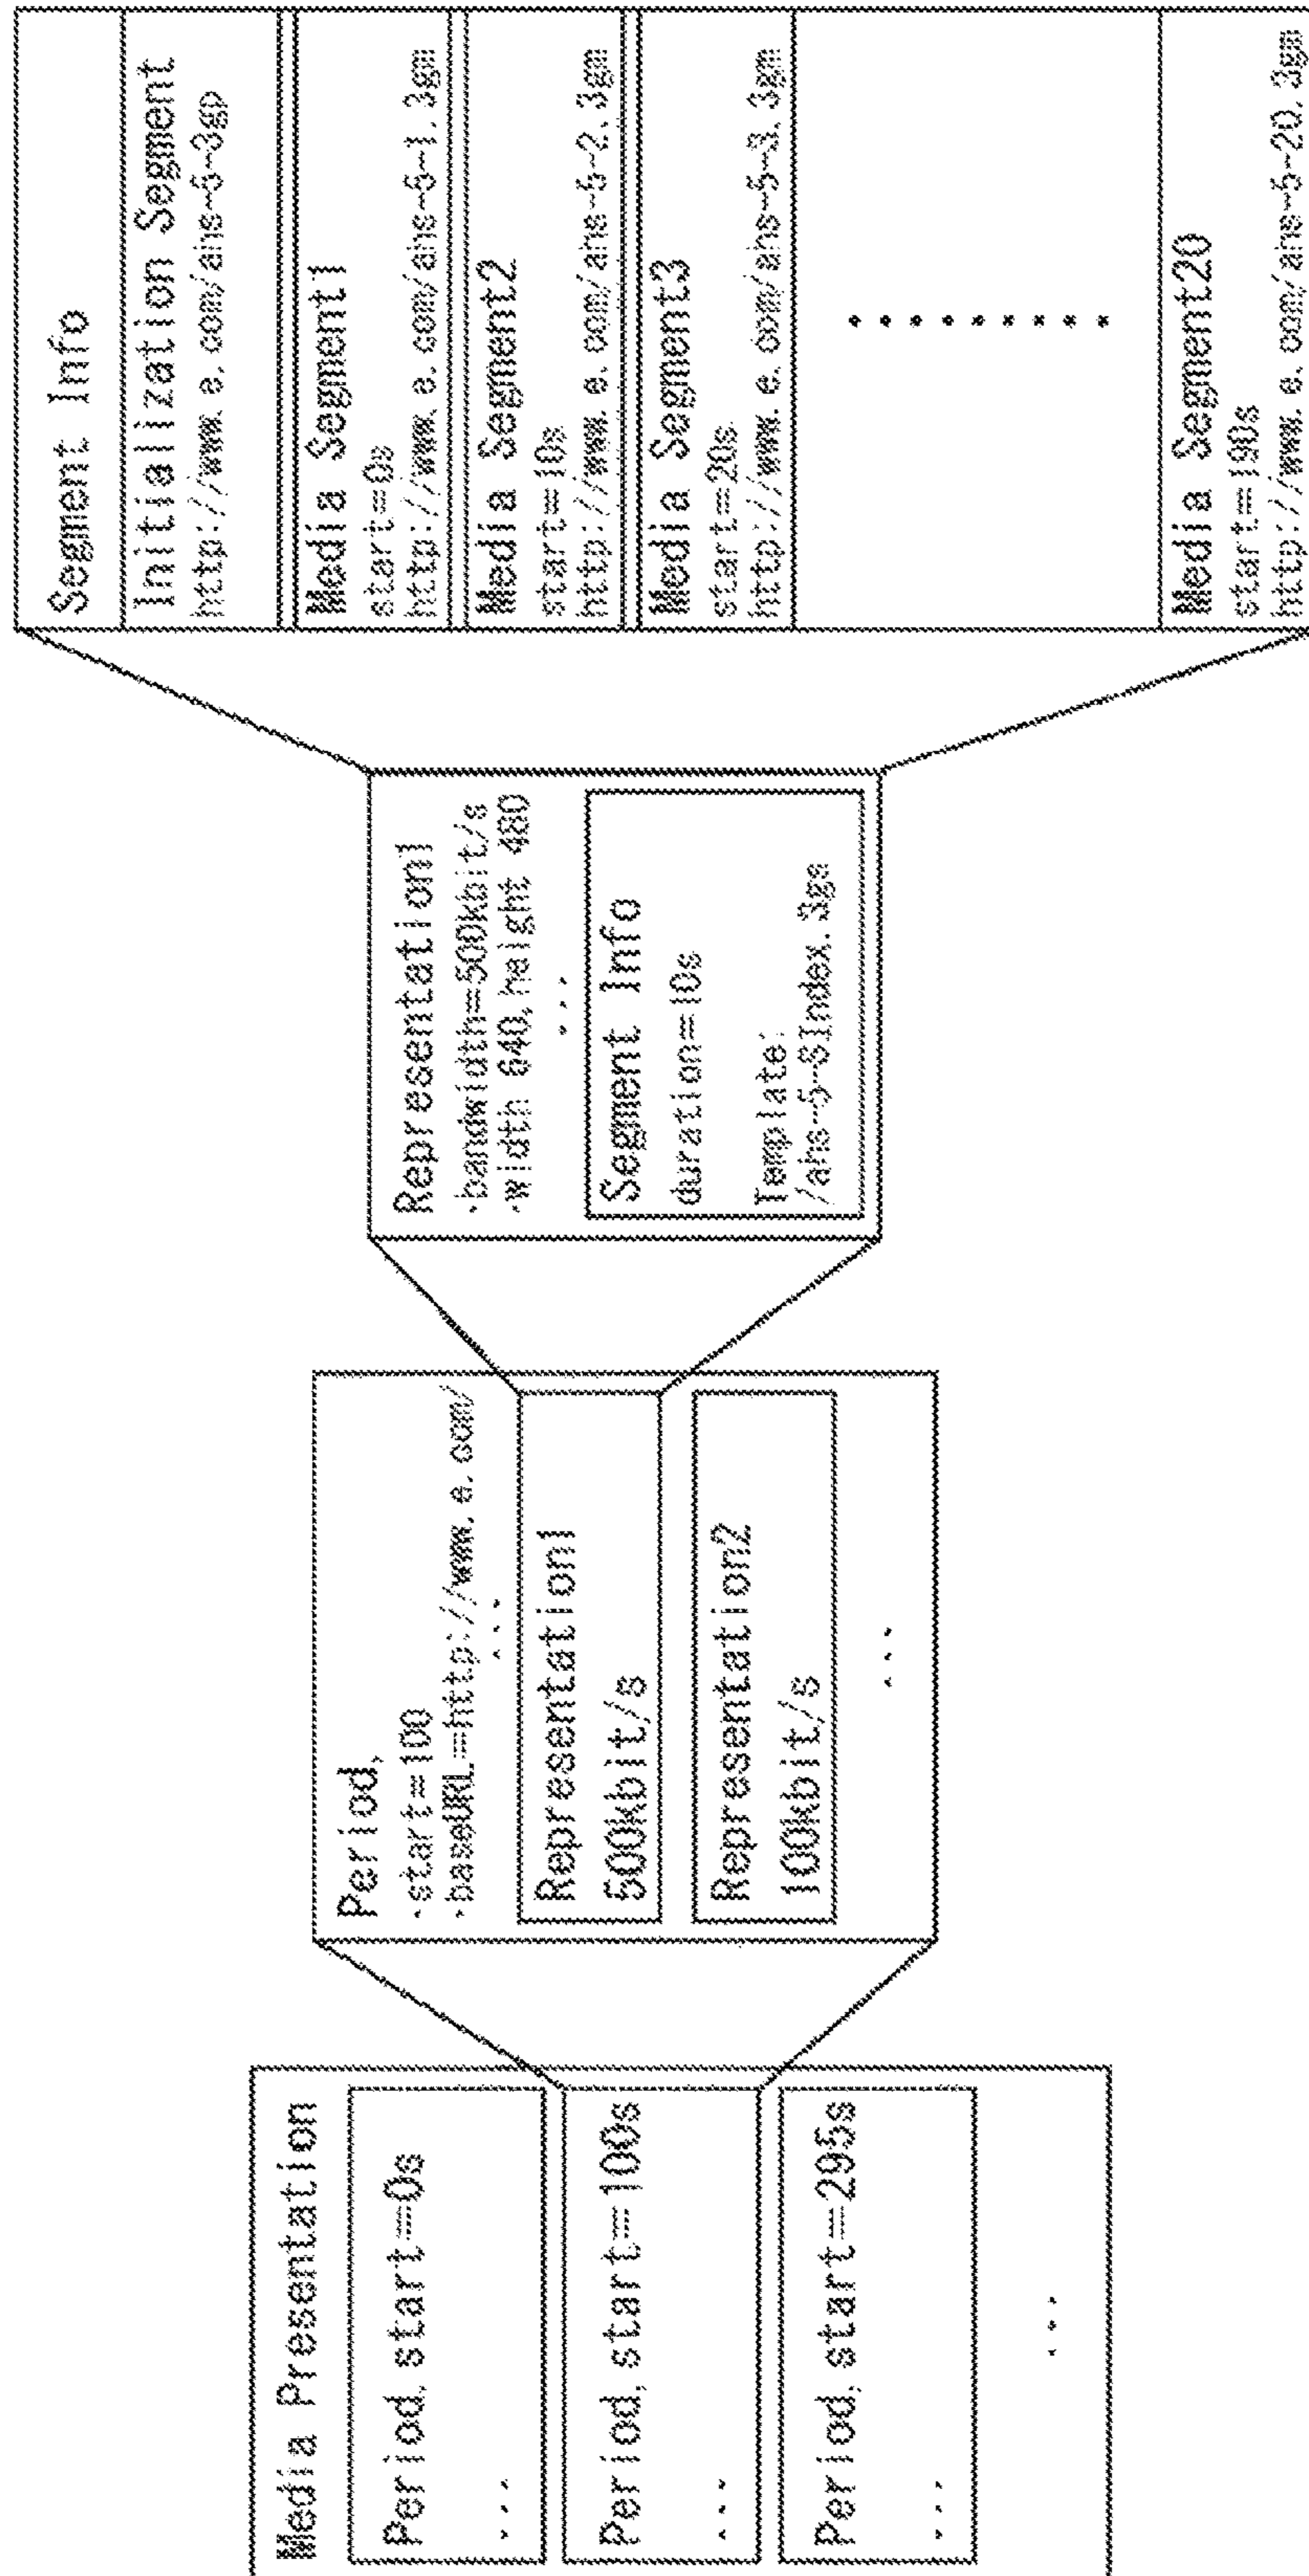 Media Presentation
Period, start=0s
...
Period, start=100s
...
Period, start=295s
...
...
Period,
·start=100
·baseURL=http://www.e.com/
...
Representation1
500kbit/s
Representation2
100kbit/s
...
Representation1
·bandwidth=500kbit/s
·width 640,height 480
...
Segment Info
duration=10s
Template:
Segment Info
Initialization Segment
http://www.e.com/ahs-5-3gp
Media Segment1
start=0s
http://www.e.com/ahs-5-1.3gm
Media Segment2
start=10s
http://www.e.com/ahs-5-2.3gm
Media Segment3
start=20s
http://www.e.com/ahs-5-3.3gm
.........
Media Segment20
start=190s
http://www.e.com/ahs-5-20.3gm